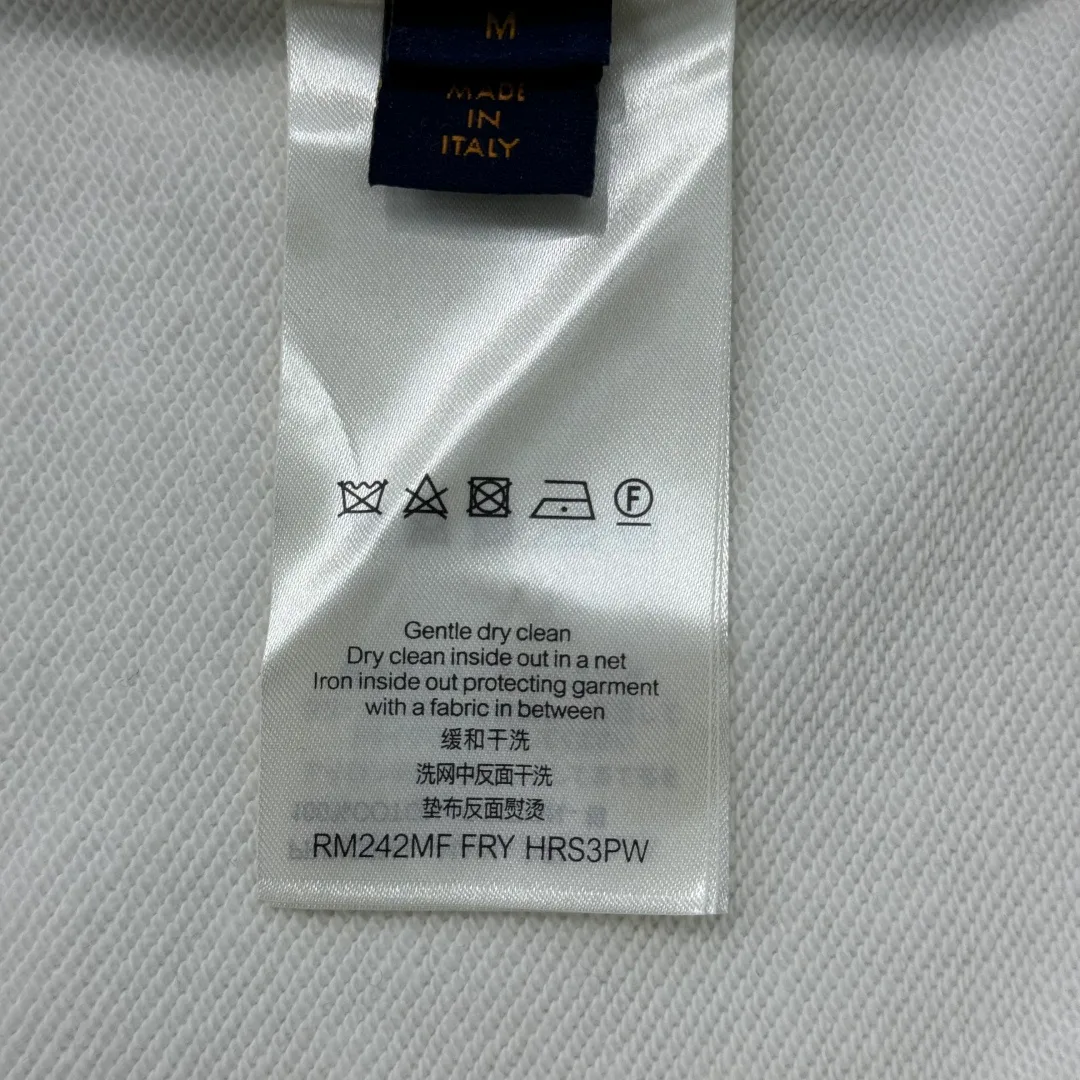 M
MADE
IN
ITALY
F
Gentle dry clean
Dry clean inside out in a net
Iron inside out protecting garment
with a fabric in between
缓和干洗
洗网中反面干洗
垫布反面熨烫
RM242MF FRY HRS3PW